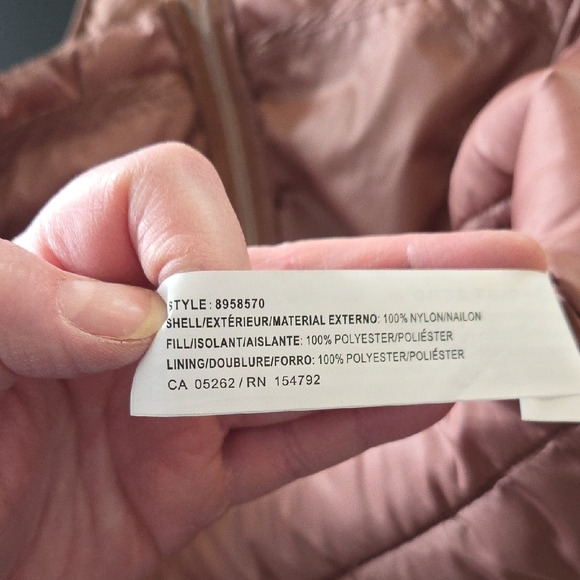 STYLE: 8958570
SHELL/EXTÉRIEUR/MATERIAL EXTERNO: 100% NYLON/NAILON
FILL/ISOLANT/AISLANTE: 100% POLYESTER/POLIÉSTER
LINING/DOUBLURE/FORRO: 100% POLYESTER/POLIÉSTER
CA 05262 / RN 154792